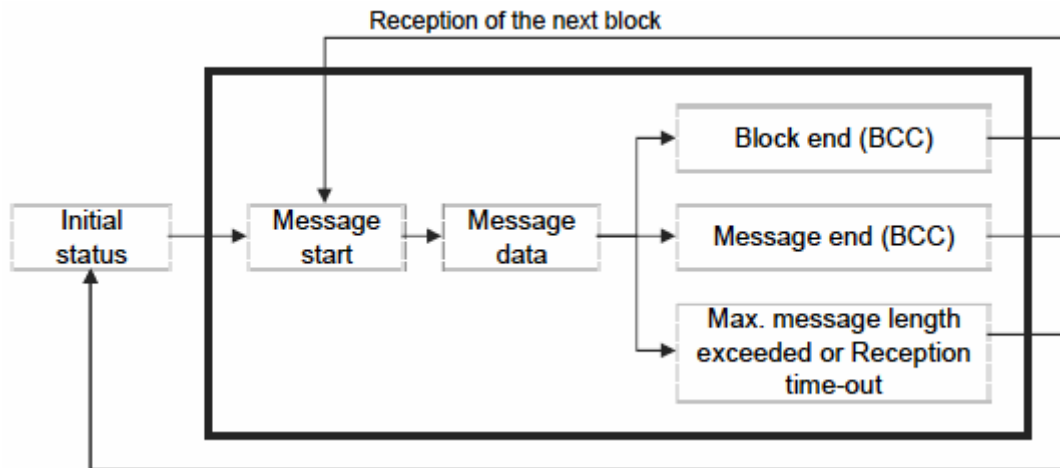 Reception of the next block
Block end (BCC)
Initial
status
Message
start
Message
data
Message end (BCC)
Max. message length
exceeded or Reception
time-out